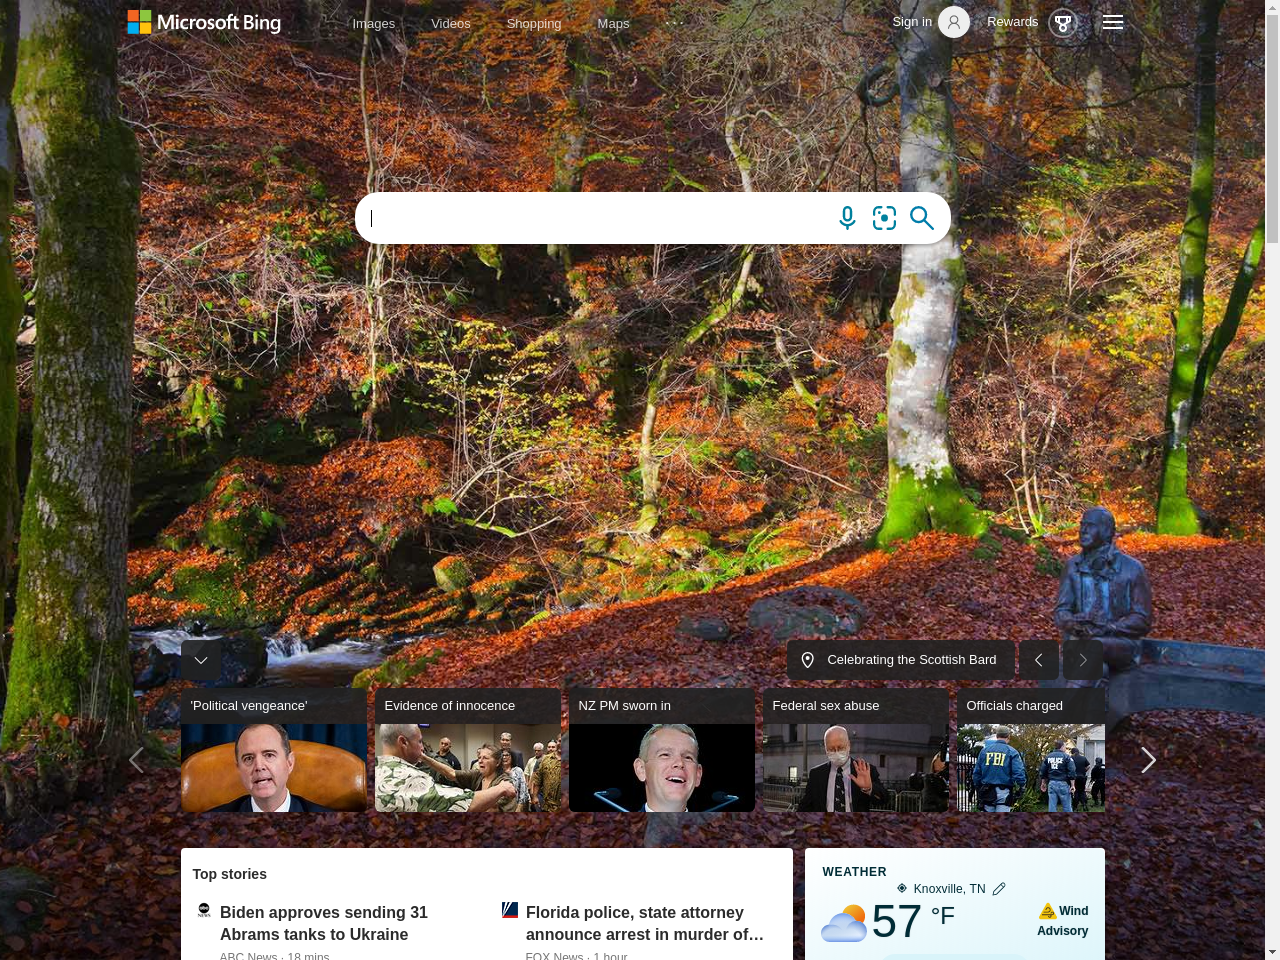 Microsoft Bing
Images
Videos
Shopping
Maps
Sign in
Rewards
Celebrating the Scottish Bard
'Political vengeance'
Evidence of innocence
NZ PM sworn in
Federal sex abuse
Officials charged
FBI
POLICE
ICE
Top stories
Biden approves sending 31
Abrams tanks to Ukraine
ABC News · 18 mins
Florida police, state attorney
announce arrest in murder of…
FOX News · 1 hour
WEATHER
Knoxville, TN
57 °F
Wind
Advisory